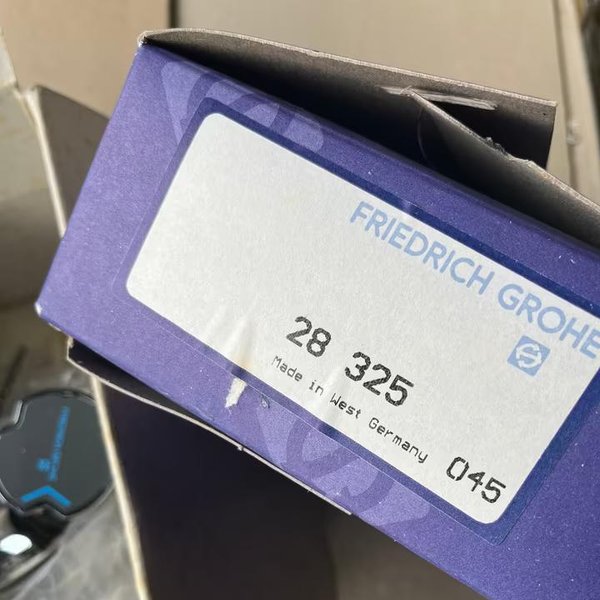 FRIEDRICH GROHE
28 325
Made in West Germany
045